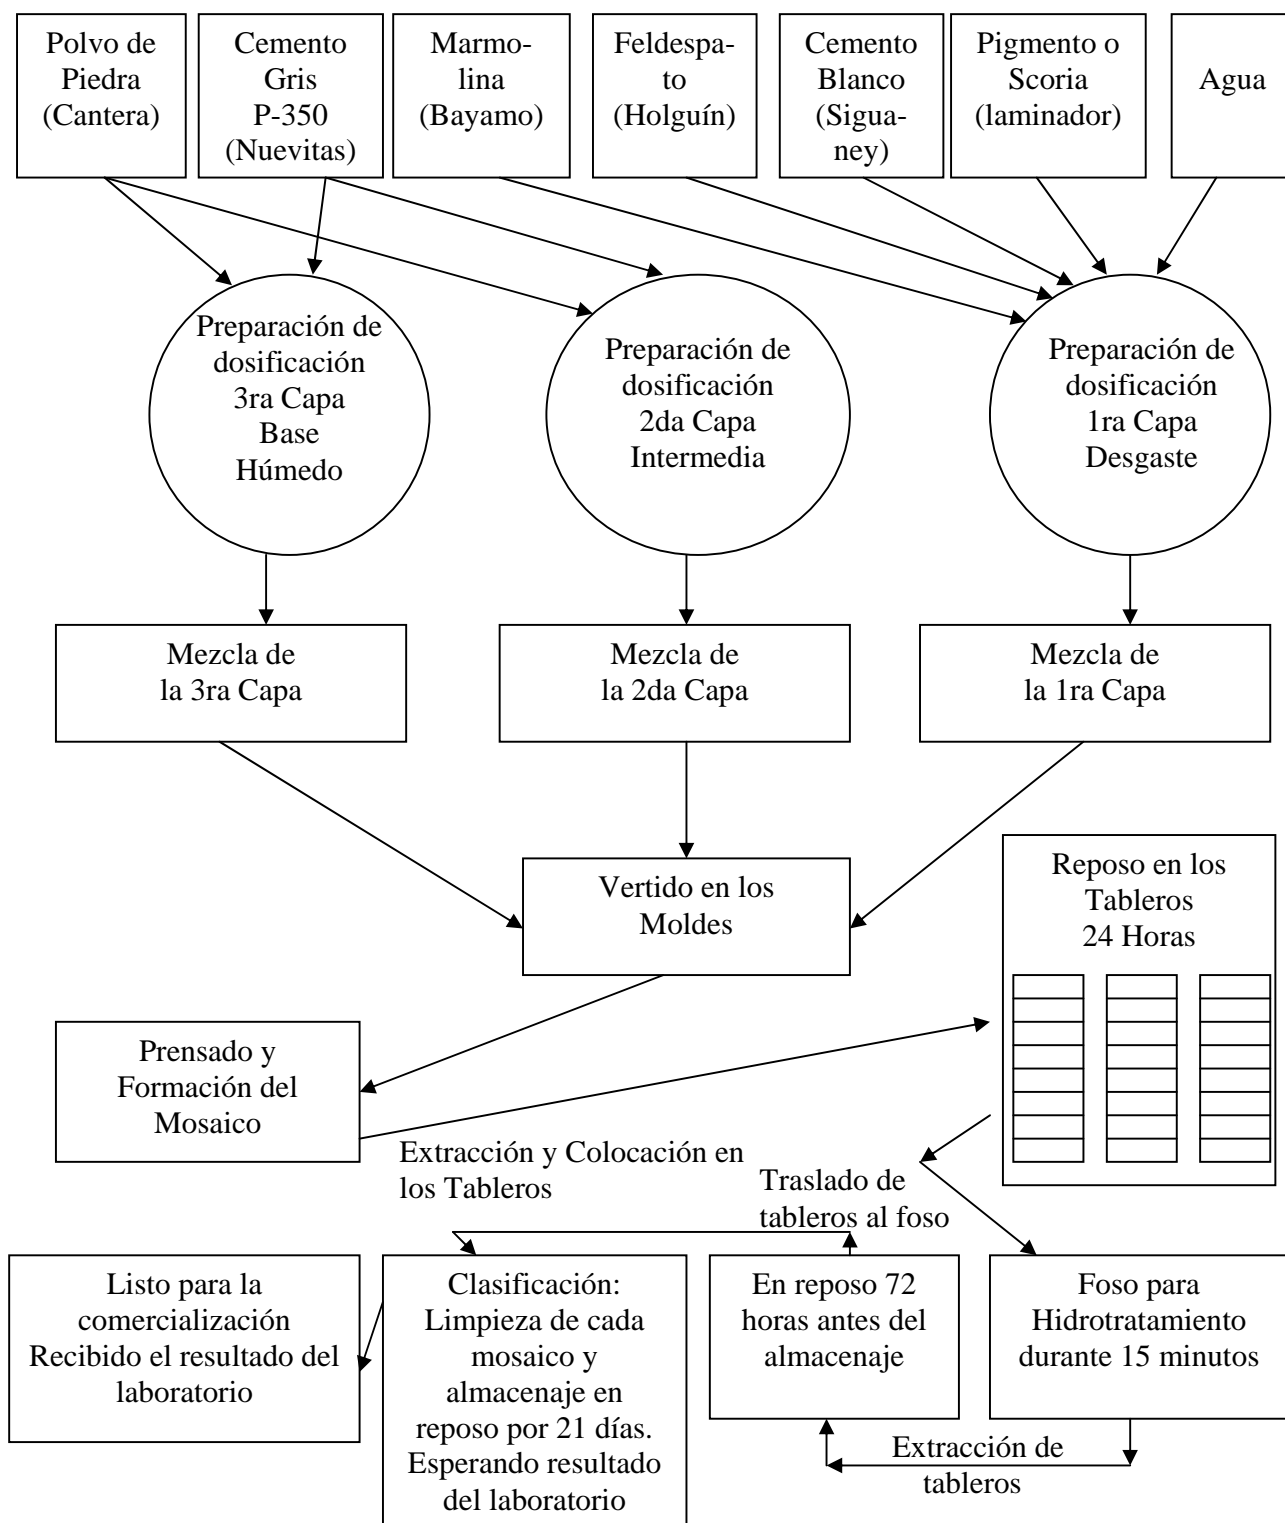 Polvo de
Piedra
(Cantera)
Cemento
Gris
P-350
(Nuevitas)
Marmo-
lina
(Bayamo)
Feldespa-
to
(Holguín)
Cemento
Blanco
(Sigua-
ney)
Pigmento o
Scoria
(laminador)
Agua
Preparación de
dosificación
3ra Capa
Base
Húmedo
Preparación de
dosificación
2da Capa
Intermedia
Preparación de
dosificación
1ra Capa
Desgaste
Mezcla de
la 3ra Capa
Mezcla de
la 2da Capa
Mezcla de
la 1ra Capa
Vertido en los
Moldes
Reposo en los
Tableros
24 Horas
Prensado y
Formación del
Mosaico
Extracción y Colocación en
los Tableros
Traslado de
tableros al foso
Listo para la
comercialización
Recibido el resultado del
laboratorio
Clasificación:
Limpieza de cada
mosaico y
almacenaje en
reposo por 21 días.
Esperando resultado
del laboratorio
En reposo 72
horas antes del
almacenaje
Foso para
Hidrotratamiento
durante 15 minutos
Extracción de
tableros